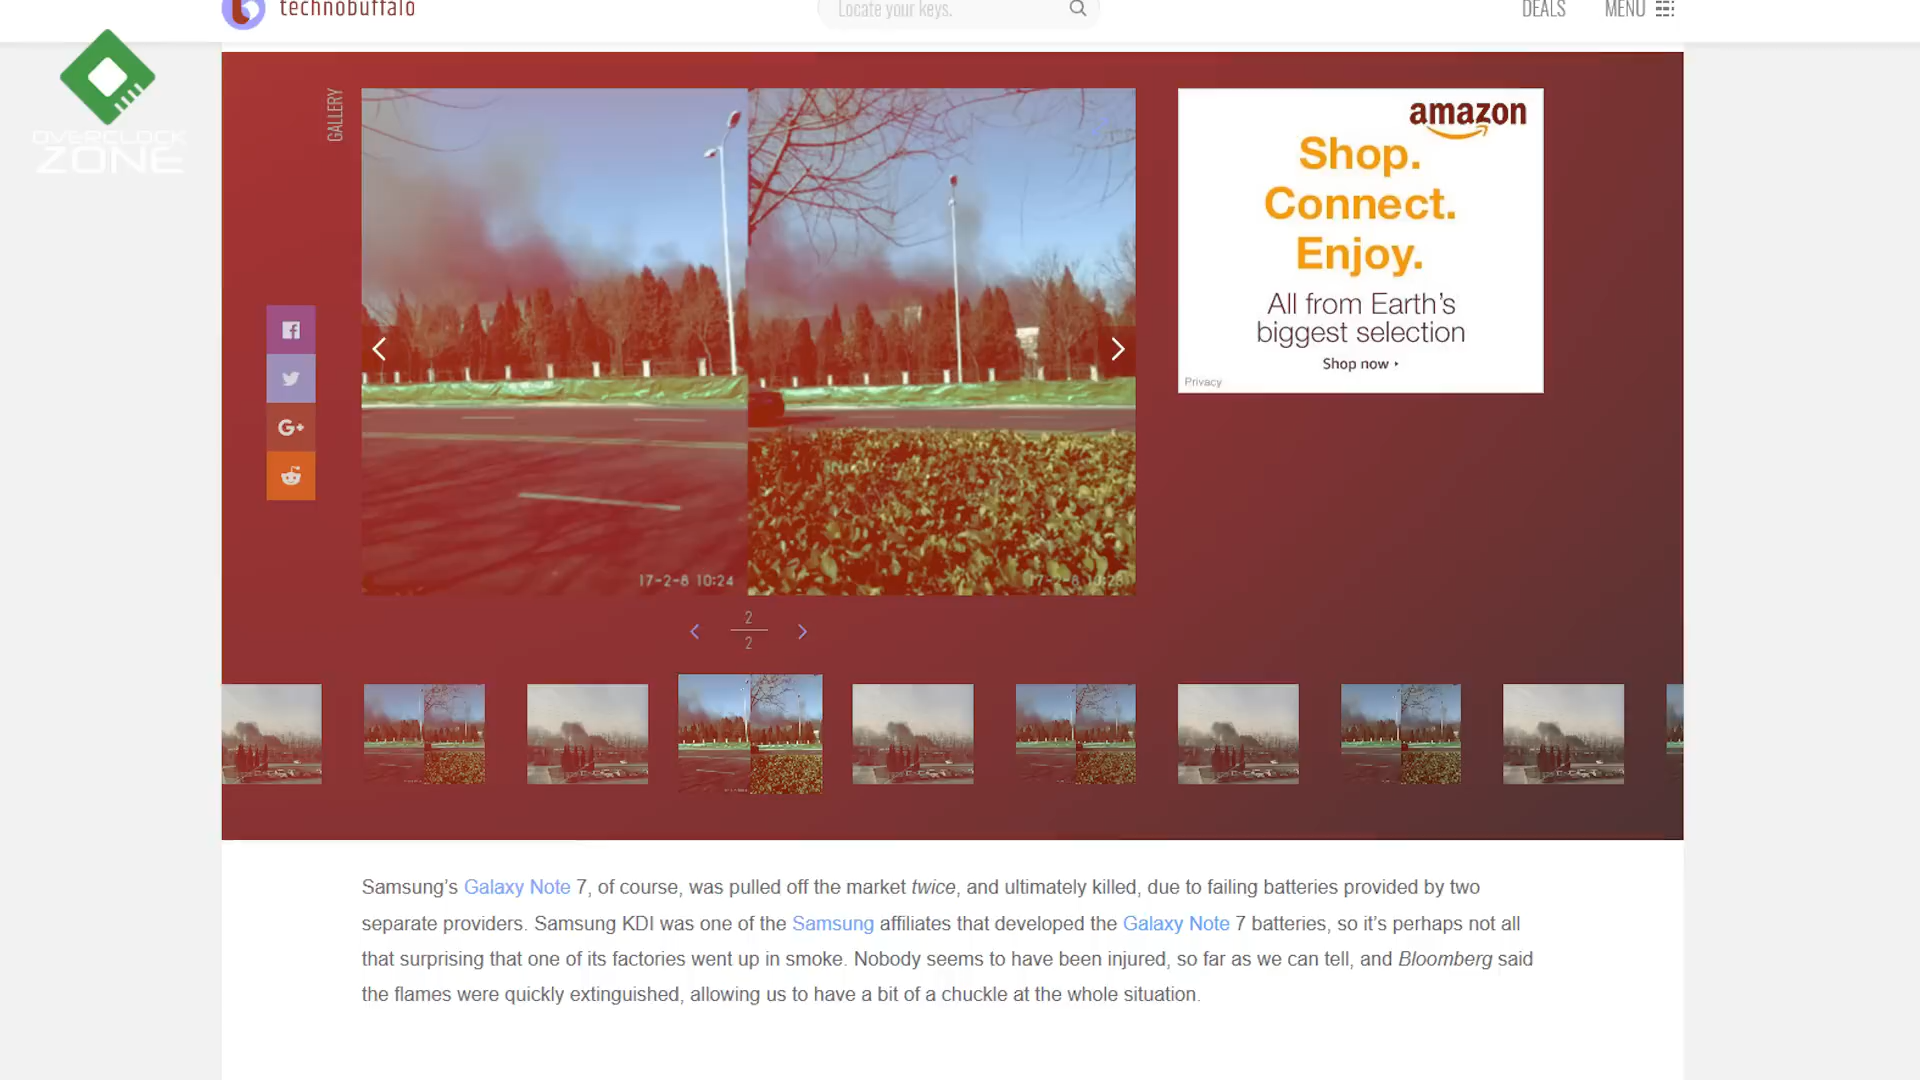 technobuffalo
Locate your keys.
DEALS
MENU
OVERCLOCK
ZONE
GALLERY
amazon
Shop.
Connect.
Enjoy.
All from Earth's
biggest selection
Shop now
Privacy
G+
17-2-8 10:24
2
2
Samsung's Galaxy Note 7, of course, was pulled off the market twice, and ultimately killed, due to failing batteries provided by two
separate providers. Samsung KDI was one of the Samsung affiliates that developed the Galaxy Note 7 batteries, so it's perhaps not all
that surprising that one of its factories went up in smoke. Nobody seems to have been injured, so far as we can tell, and Bloomberg said
the flames were quickly extinguished, allowing us to have a bit of a chuckle at the whole situation.